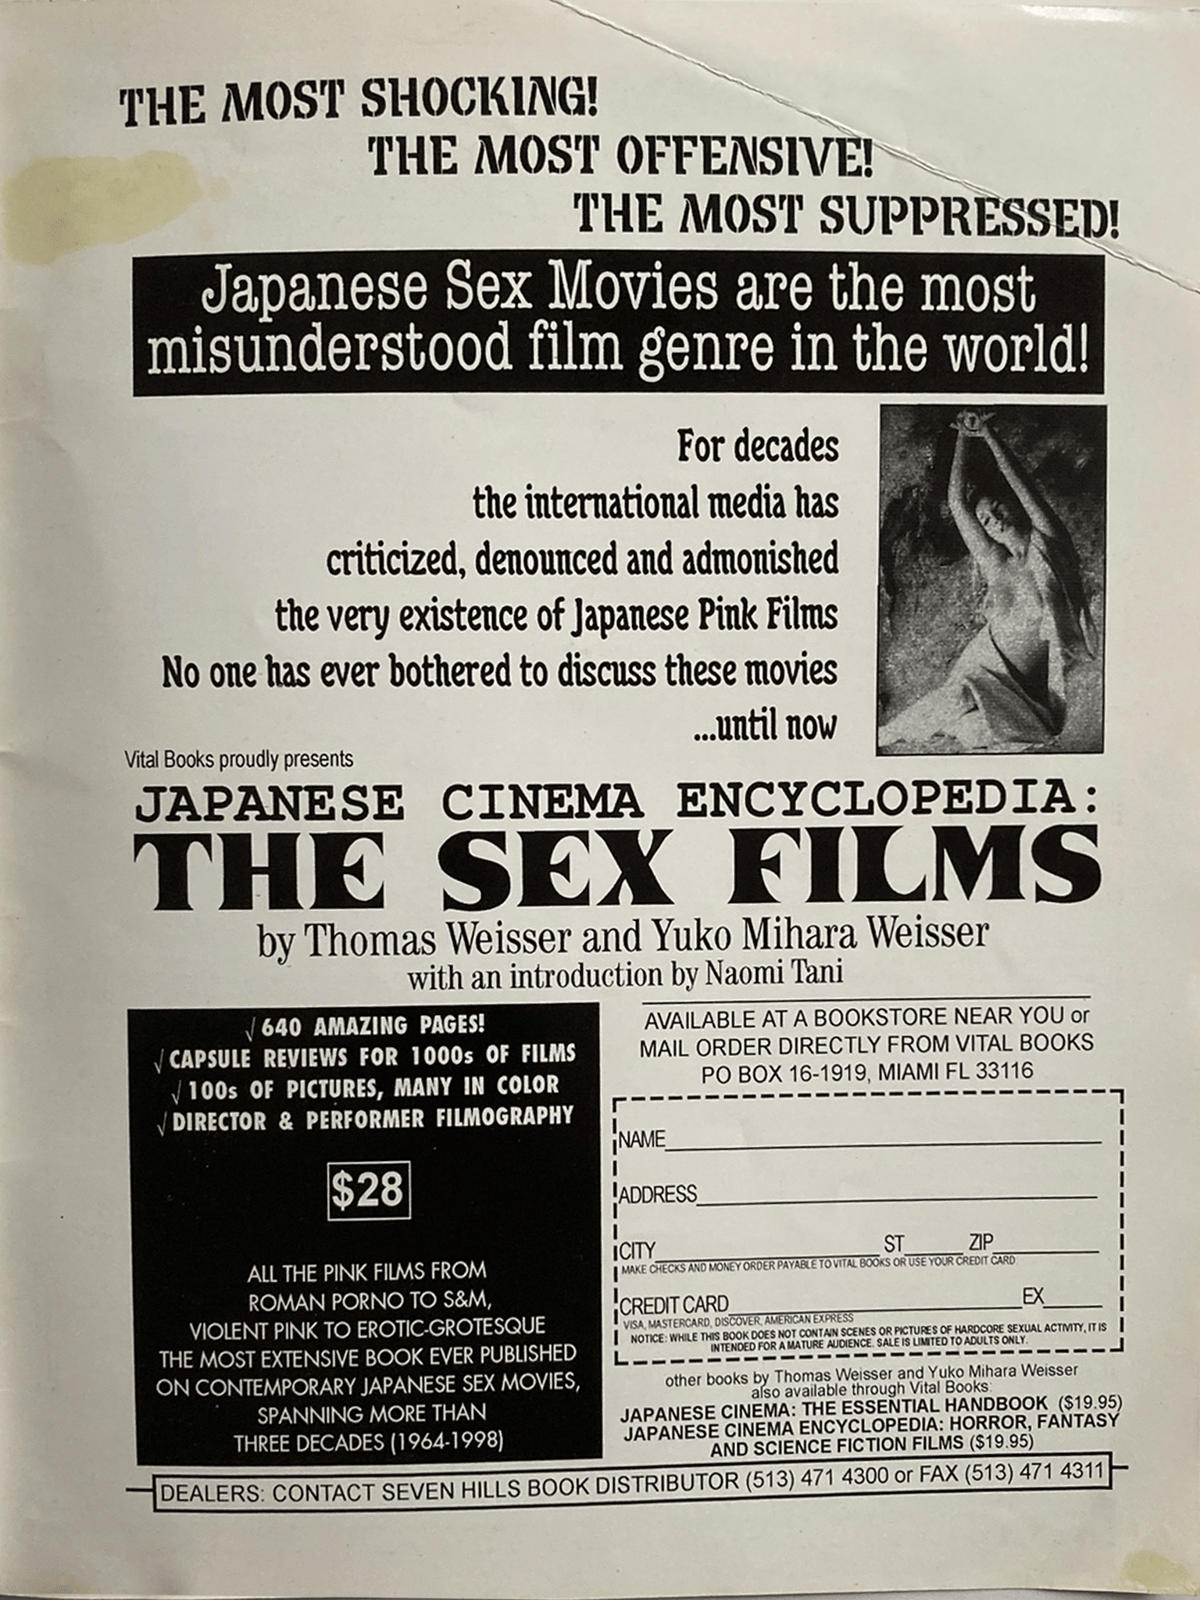 THE MOST SHOCKING!
THE MOST OFFENSIVE!
THE MOST SUPPRESSED!
Japanese Sex Movies are the most
misunderstood film genre in the world!
For decades
the international media has
criticized, denounced and admonished
the very existence of Japanese Pink Films
No one has ever bothered to discuss these movies
...until now
Vital Books proudly presents
JAPANESE CINEMA ENCYCLOPEDIA:
THE SEX FILMS
by Thomas Weisser and Yuko Mihara Weisser
with an introduction by Naomi Tani
√ 640 AMAZING PAGES!
√ CAPSULE REVIEWS FOR 1000s OF FILMS
√ 100s OF PICTURES, MANY IN COLOR
√ DIRECTOR & PERFORMER FILMOGRAPHY
$28
ALL THE PINK FILMS FROM
ROMAN PORNO TO S&M,
VIOLENT PINK TO EROTIC-GROTESQUE
THE MOST EXTENSIVE BOOK EVER PUBLISHED
ON CONTEMPORARY JAPANESE SEX MOVIES,
SPANNING MORE THAN
THREE DECADES (1964-1998)
AVAILABLE AT A BOOKSTORE NEAR YOU or
MAIL ORDER DIRECTLY FROM VITAL BOOKS
PO BOX 16-1919, MIAMI FL 33116
NAME
ADDRESS
CITY ST ZIP
MAKE CHECKS AND MONEY ORDER PAYABLE TO VITAL BOOKS OR USE YOUR CREDIT CARD
CREDIT CARD EX
VISA, MASTERCARD, DISCOVER, AMERICAN EXPRESS
NOTICE: WHILE THIS BOOK DOES NOT CONTAIN SCENES OR PICTURES OF HARDCORE SEXUAL ACTIVITY, IT IS
INTENDED FOR A MATURE AUDIENCE. SALE IS LIMITED TO ADULTS ONLY.
other books by Thomas Weisser and Yuko Mihara Weisser
also available through Vital Books:
JAPANESE CINEMA: THE ESSENTIAL HANDBOOK ($19.95)
JAPANESE CINEMA ENCYCLOPEDIA: HORROR, FANTASY
AND SCIENCE FICTION FILMS ($19.95)
DEALERS: CONTACT SEVEN HILLS BOOK DISTRIBUTOR (513) 471 4300 or FAX (513) 471 4311